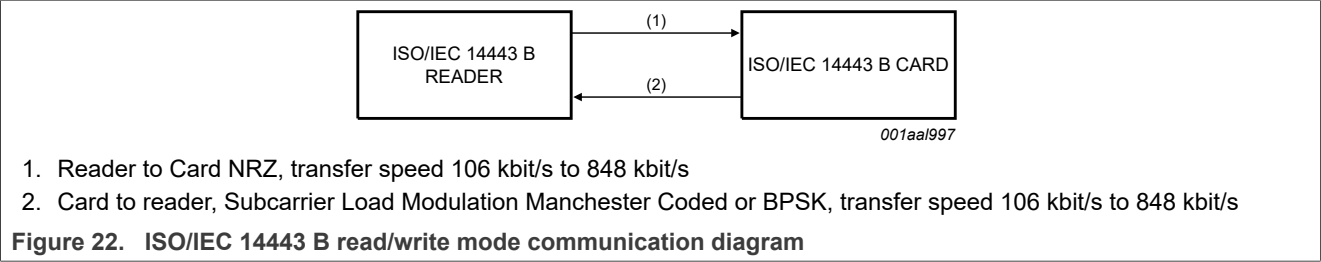 (1)
ISO/IEC 14443 B
READER
ISO/IEC 14443 B CARD
(2)
001aal997
1. Reader to Card NRZ, transfer speed 106 kbit/s to 848 kbit/s
2. Card to reader, Subcarrier Load Modulation Manchester Coded or BPSK, transfer speed 106 kbit/s to 848 kbit/s
Figure 22. ISO/IEC 14443 B read/write mode communication diagram